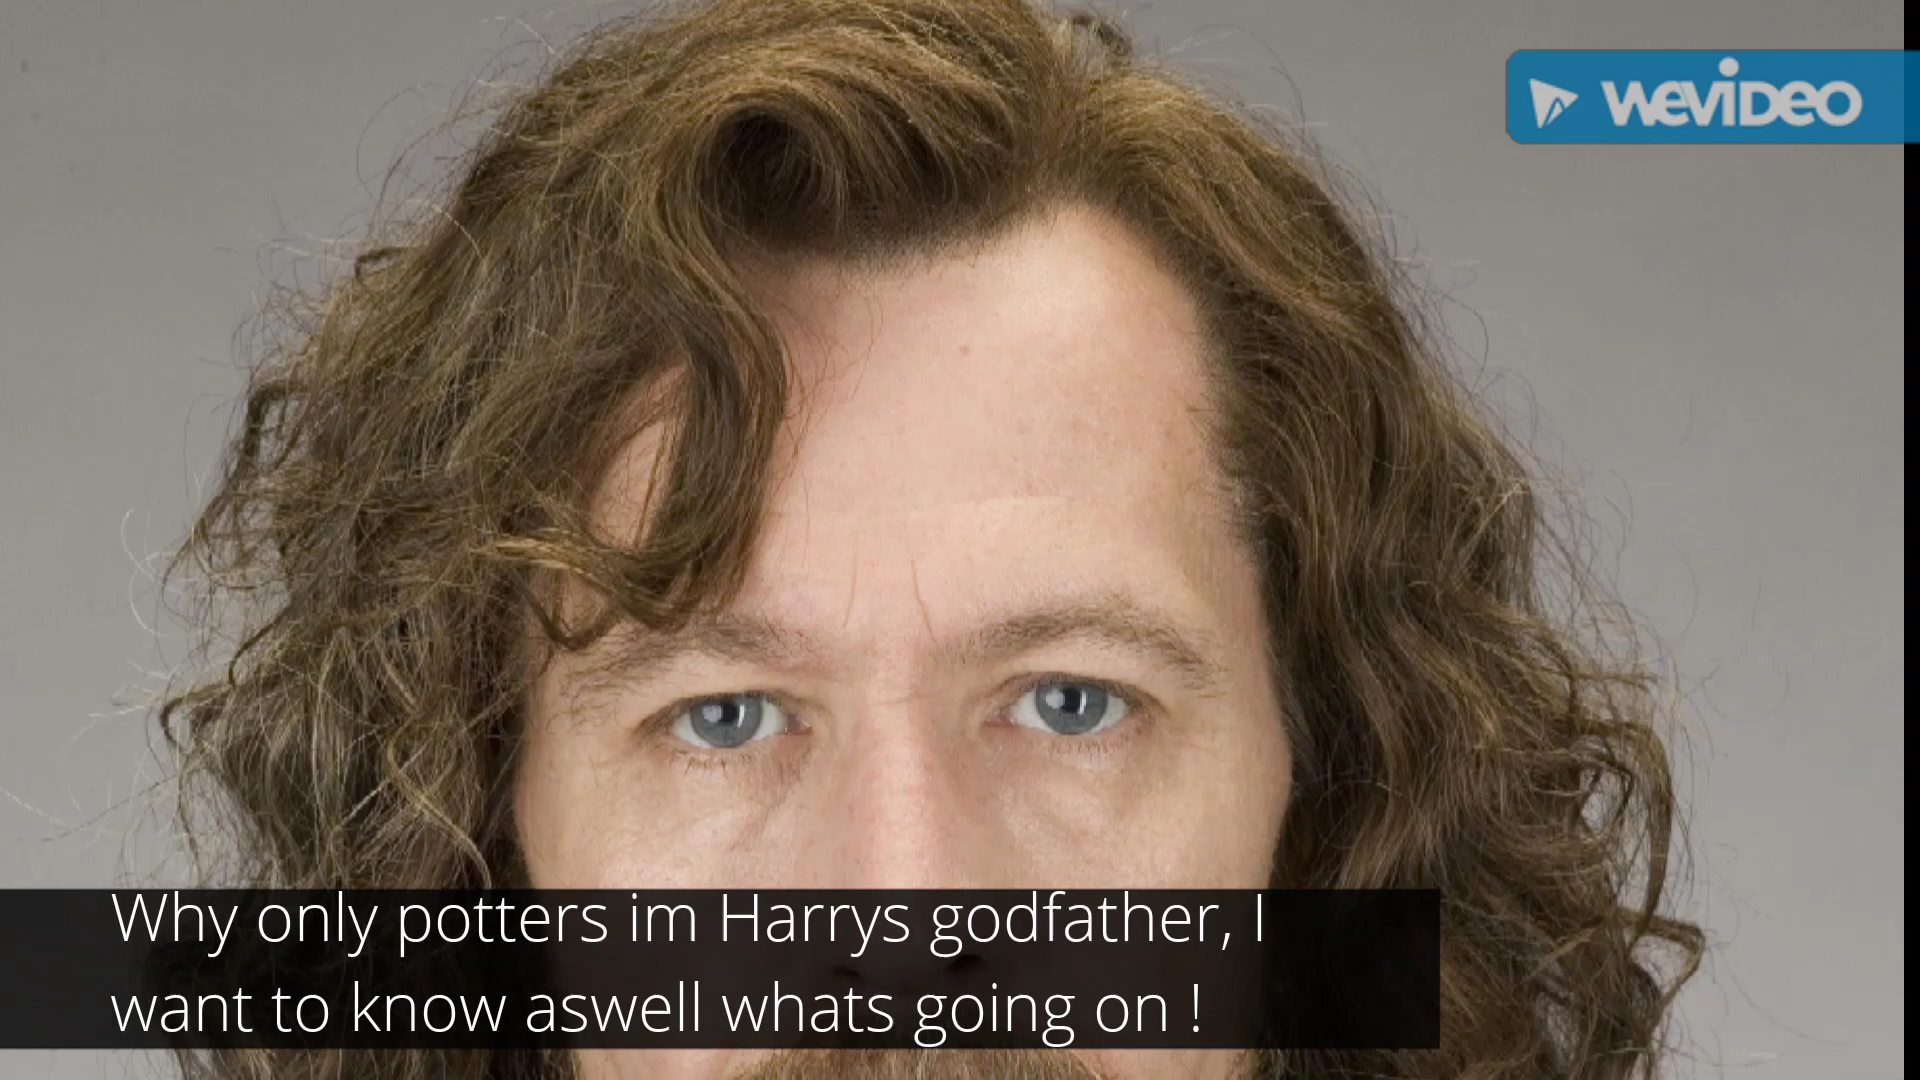 WEVIDEO
Why only potters im Harrys godfather, I
want to know aswell whats going on !